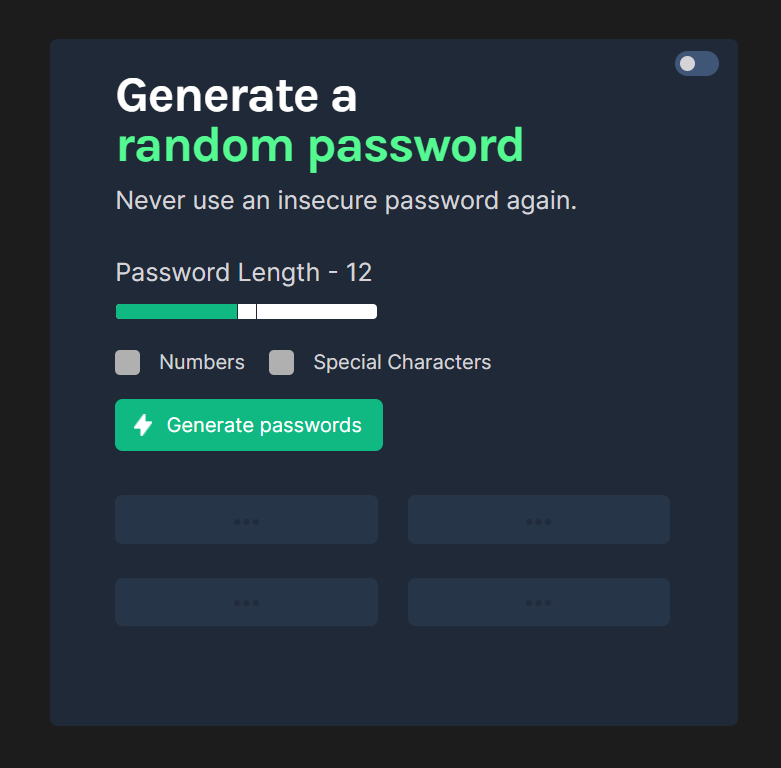 Generate a
random password
Never use an insecure password again.
Password Length - 12
Numbers Special Characters
Generate passwords
... ...
... ...